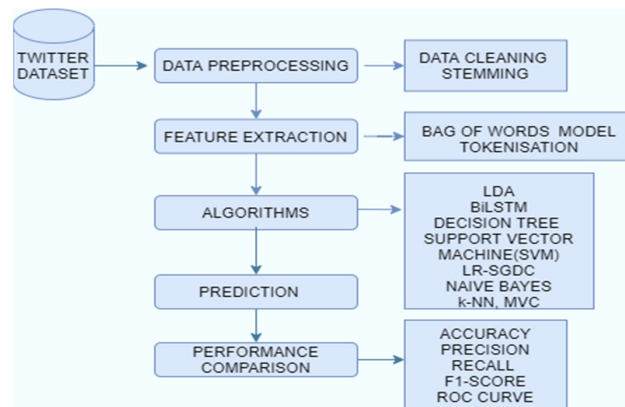 TWITTER
DATASET
DATA PREPROCESSING
DATA CLEANING
STEMMING
FEATURE EXTRACTION
BAG OF WORDS MODEL
TOKENISATION
ALGORITHMS
LDA
BiLSTM
DECISION TREE
SUPPORT VECTOR
MACHINE(SVM)
LR-SGDC
NAIVE BAYES
k-NN, MVC
PREDICTION
PERFORMANCE
COMPARISON
ACCURACY
PRECISION
RECALL
F1-SCORE
ROC CURVE